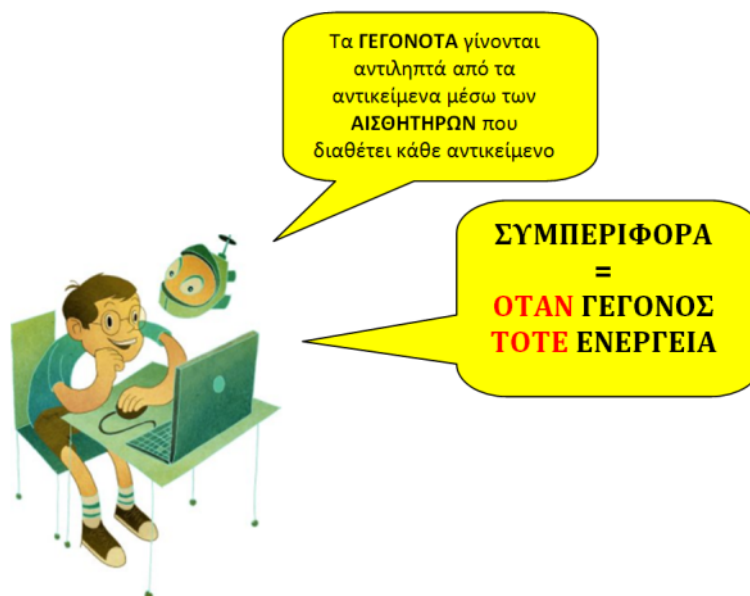 Τα ΓΕΓΟΝΟΤΑ γίνονται
αντιληπτά από τα
αντικείμενα μέσω των
ΑΙΣΘΗΤΗΡΩΝ που
διαθέτει κάθε αντικείμενο
ΣΥΜΠΕΡΙΦΟΡΑ
=
ΟΤΑΝ ΓΕΓΟΝΟΣ
ΤΟΤΕ ΕΝΕΡΓΕΙΑ